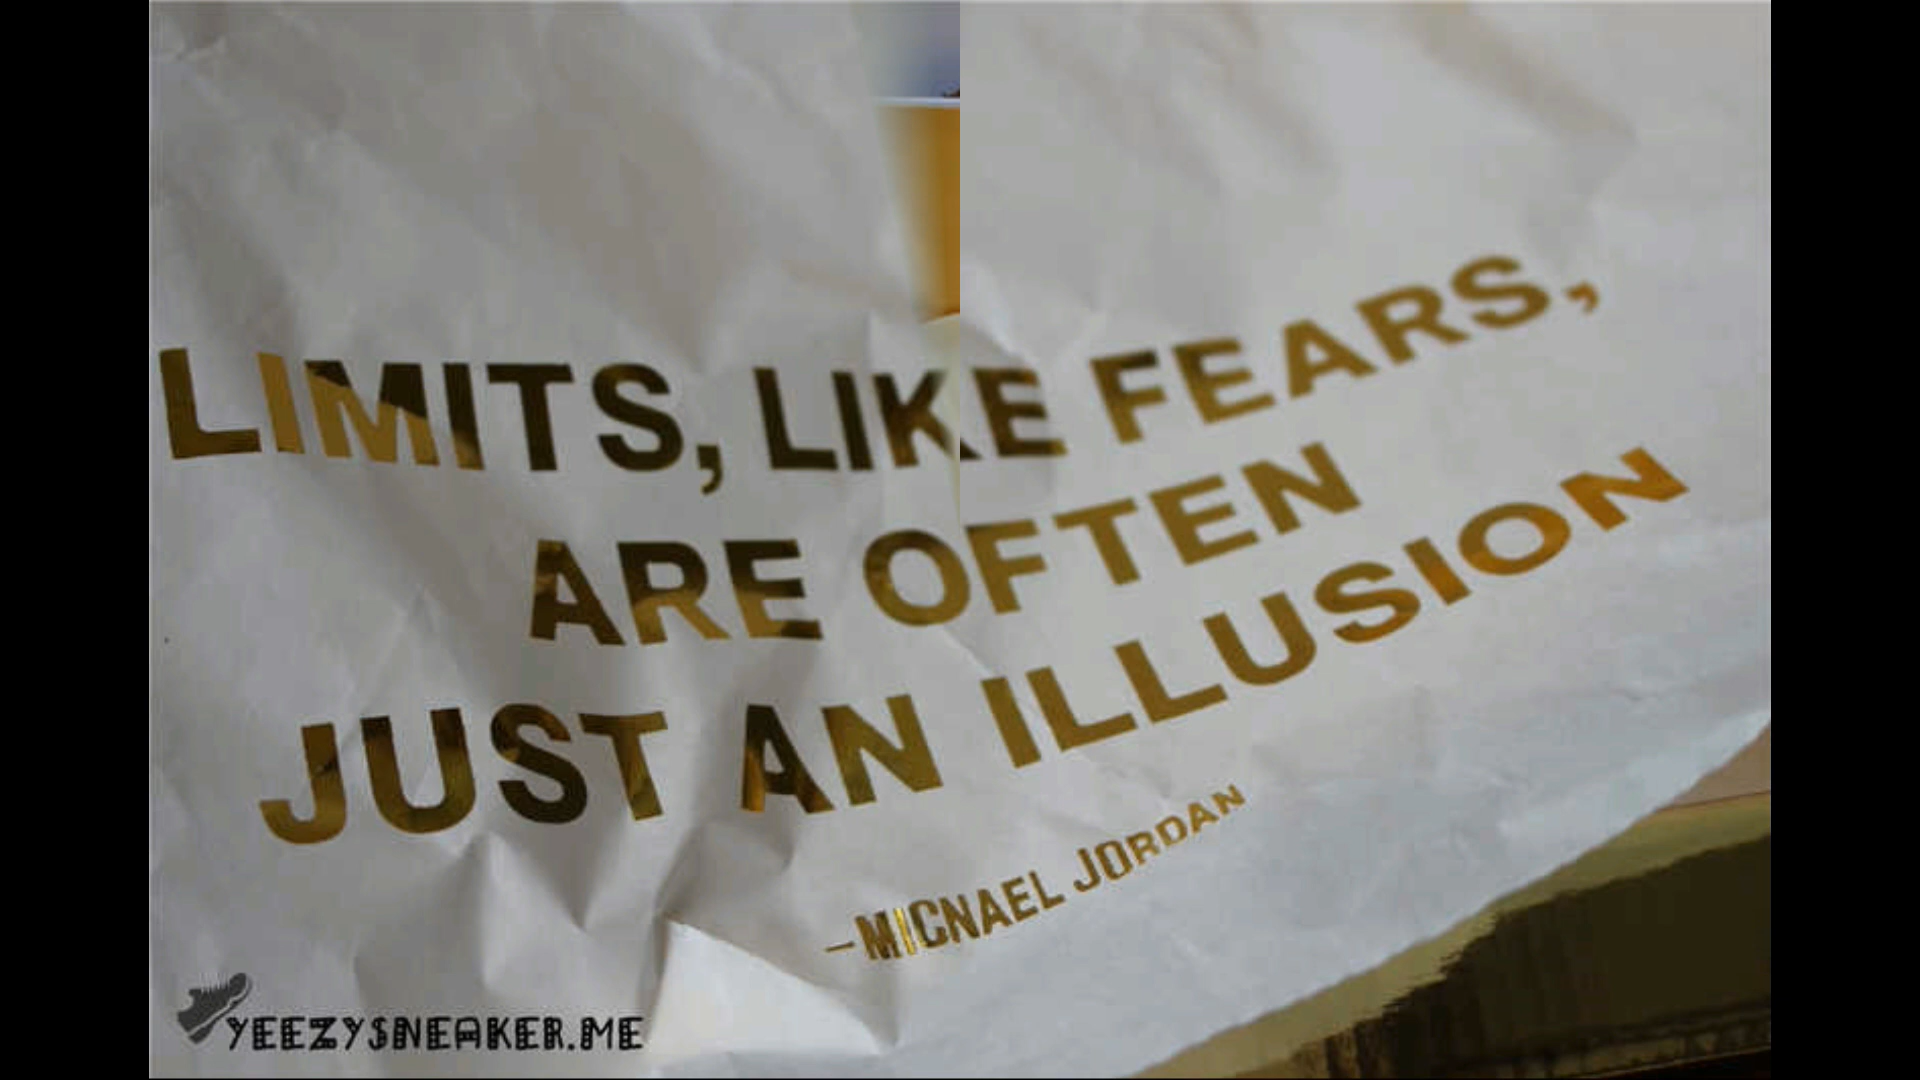 LIMITS, LIKE FEARS,
ARE OFTEN
JUST AN ILLUSION
–MICNAEL JORDAN
YEEZYSNEAKER.ME